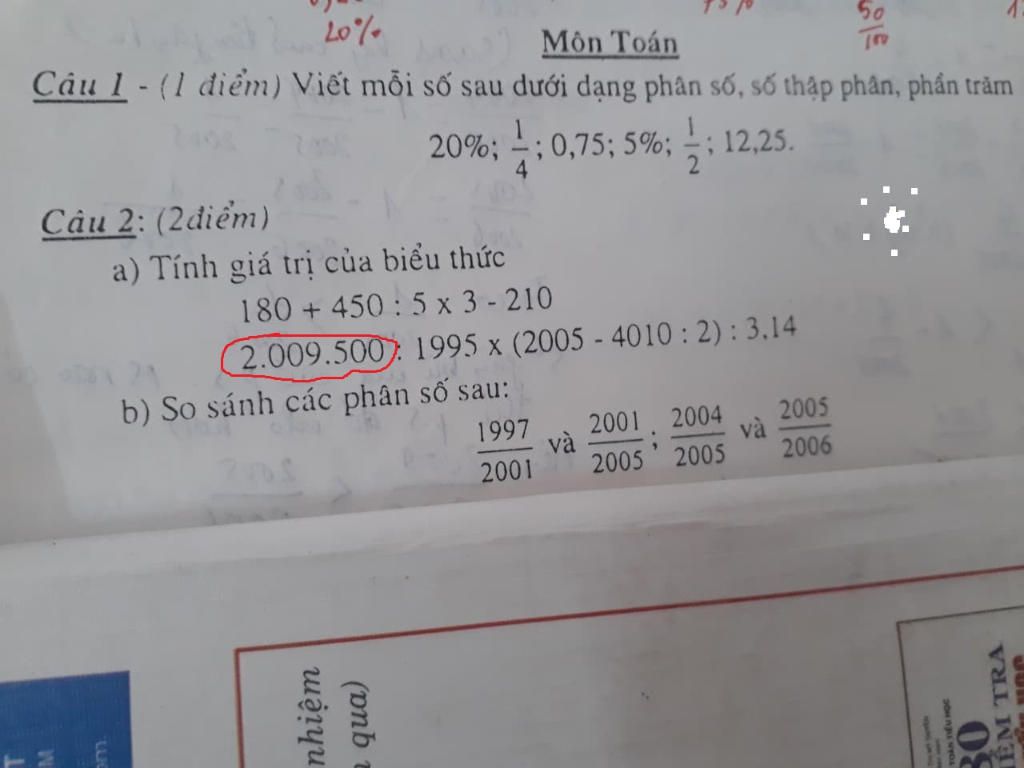 20%
50
100
Môn Toán
Câu 1 - (1 điểm) Viết mỗi số sau dưới dạng phân số, số thập phân, phần trăm
20%; 1/4; 0,75; 5%; 1/2; 12,25.
Câu 2: (2điểm)
a) Tính giá trị của biểu thức
180 + 450 : 5 x 3 - 210
2.009.500 : 1995 x (2005 - 4010 : 2) : 3,14
b) So sánh các phân số sau:
1997/2001 và 2001/2005; 2004/2005 và 2005/2006
nhiệm
qua)